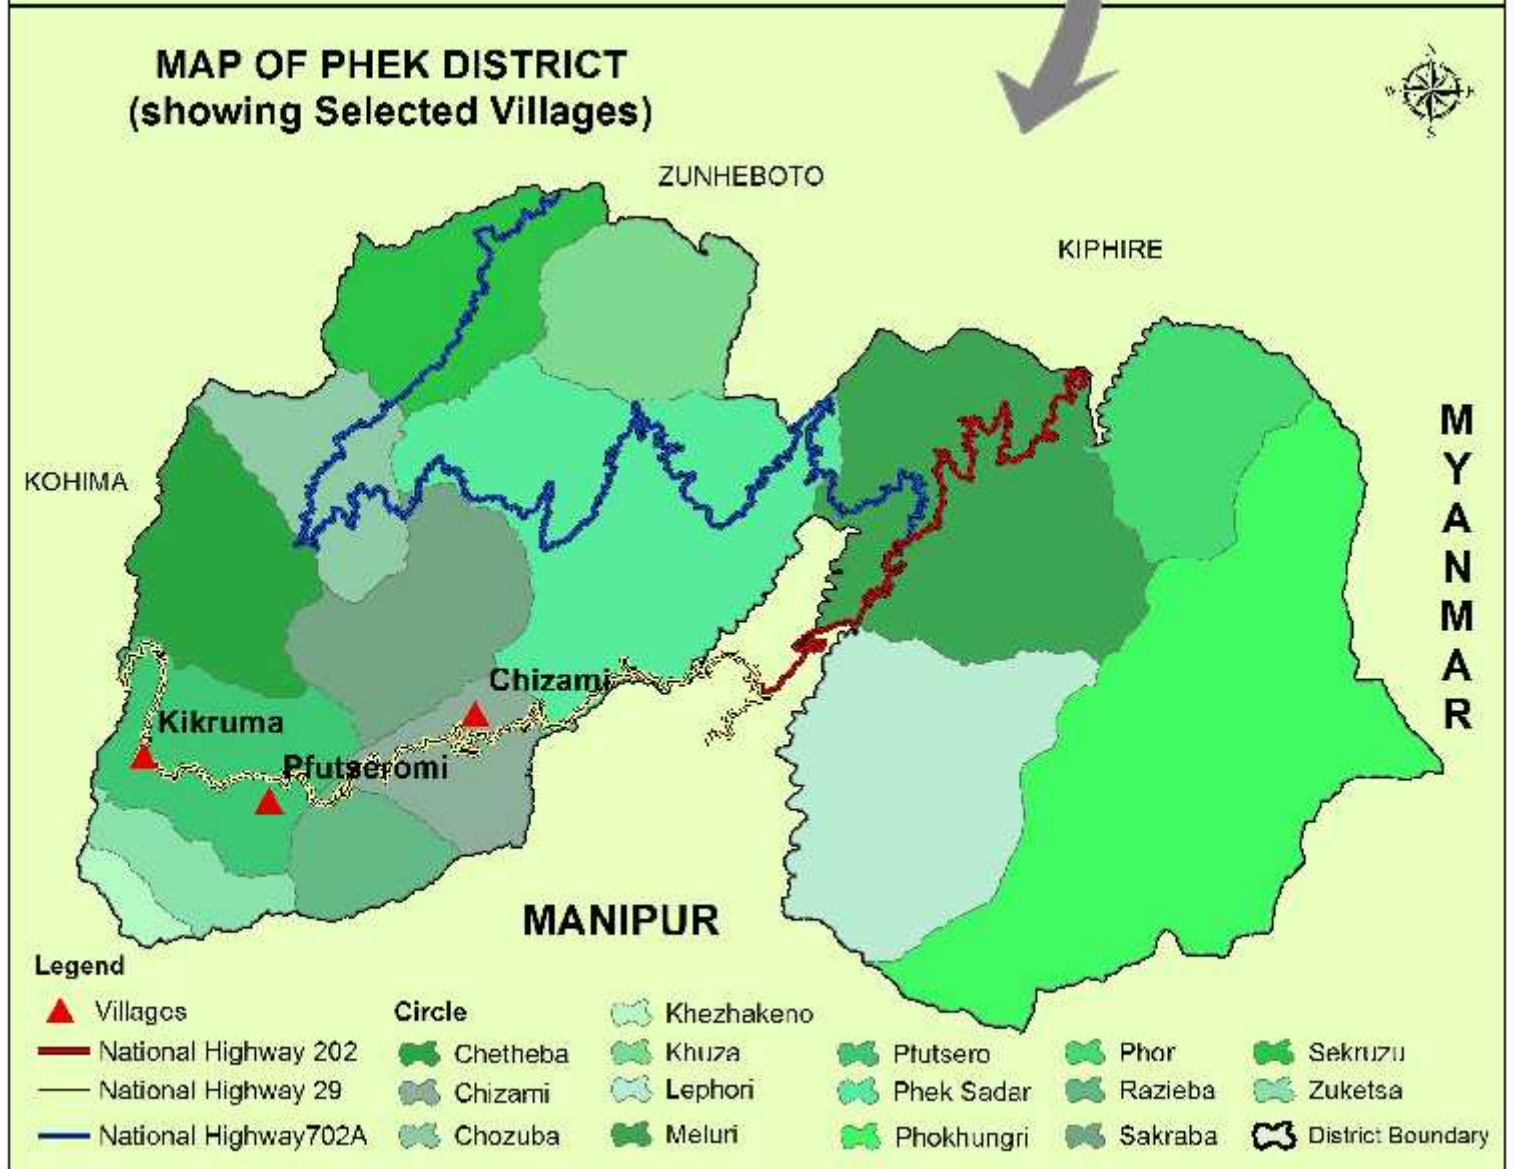 MAP OF PHEK DISTRICT
(showing Selected Villages)
N
W E
S
ZUNHEBOTO
KIPHIRE
KOHIMA
MYANMAR
Chizami
Kikruma
Pfutseromi
MANIPUR
Legend
Villages
National Highway 202
National Highway 29
National Highway702A
Circle
Chetheba
Chizami
Chozuba
Khezhakeno
Khuza
Lephori
Meluri
Pfutsero
Phek Sadar
Phokhungri
Phor
Razieba
Sakraba
Sekruzu
Zuketsa
District Boundary